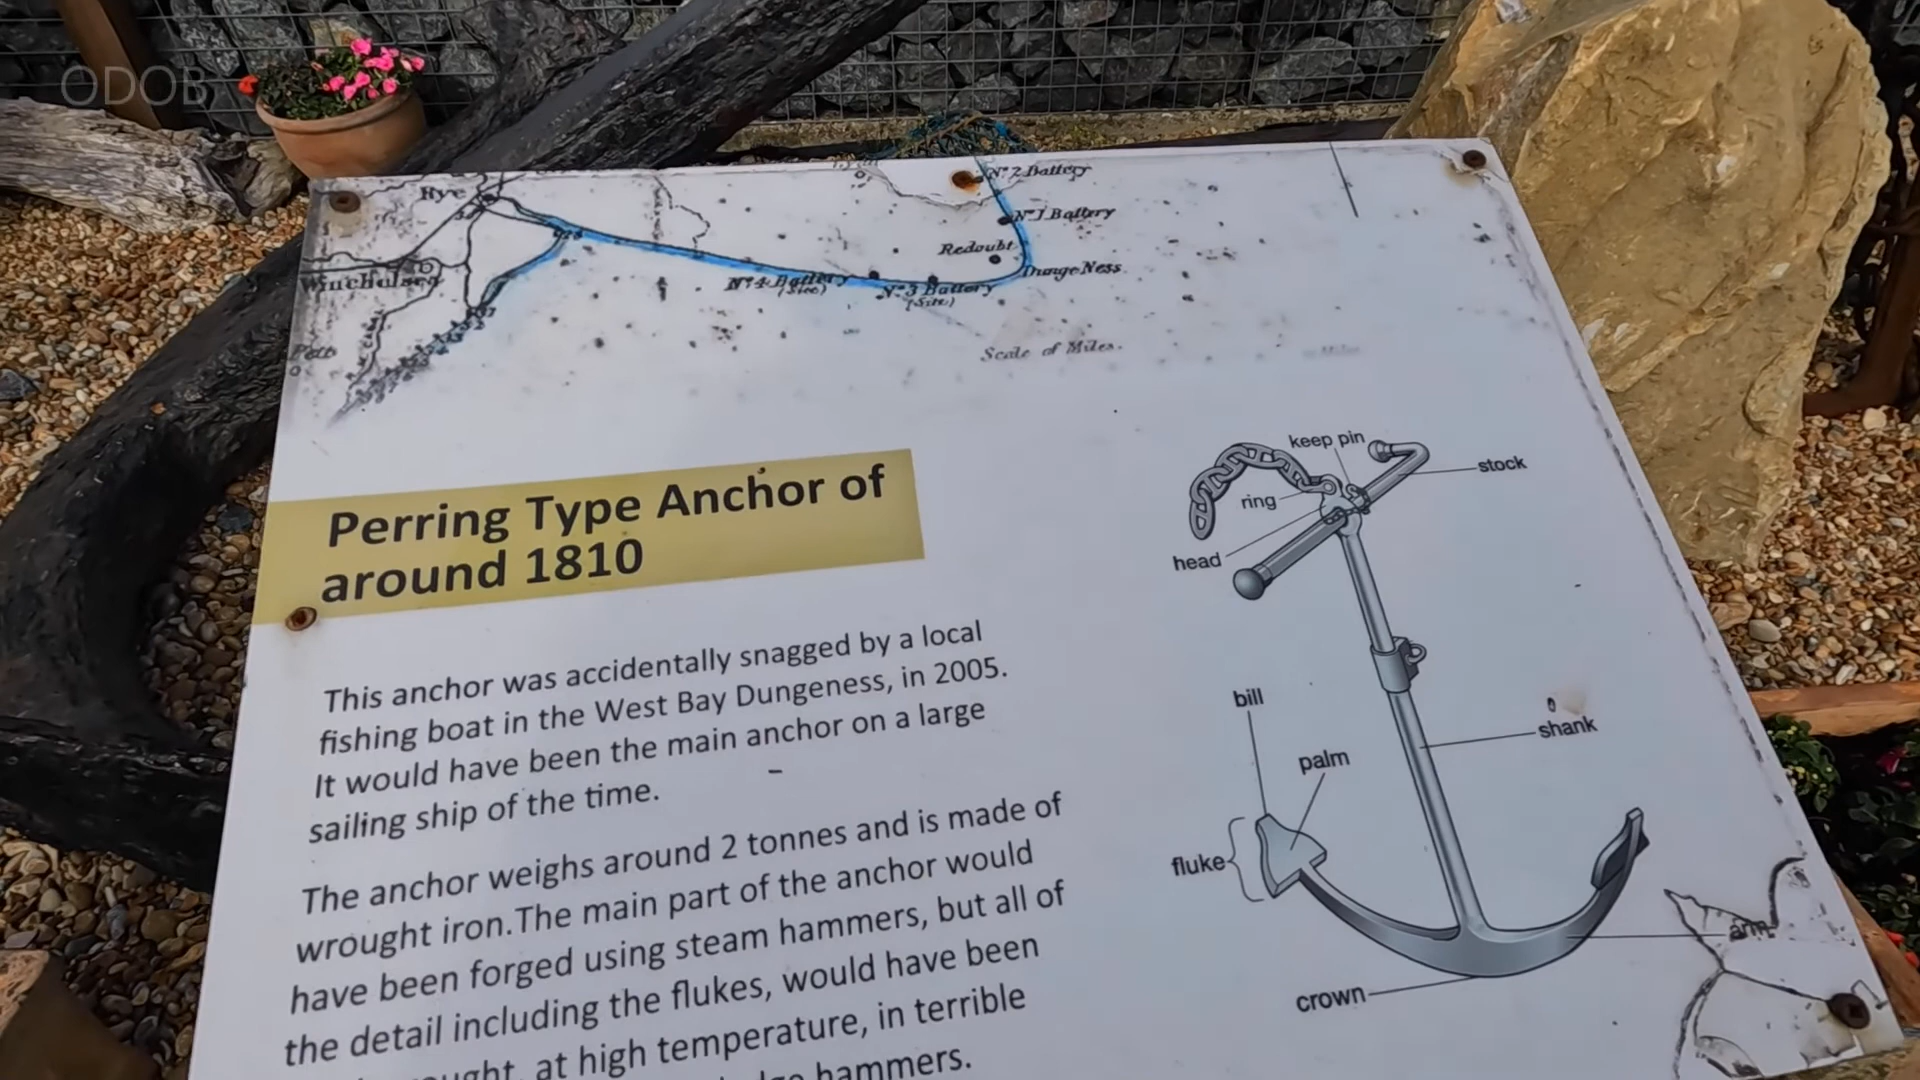 ODOB
Rye
Nº 2 Battery
Nº 1 Battery
Redoubt
Winchelsea
Dunge Ness
Nº 4 Battery
(Site)
Nº 3 Battery
(Site)
Scale of Miles.
Perring Type Anchor of
around 1810
This anchor was accidentally snagged by a local
fishing boat in the West Bay Dungeness, in 2005.
It would have been the main anchor on a large
sailing ship of the time.
The anchor weighs around 2 tonnes and is made of
wrought iron.The main part of the anchor would
have been forged using steam hammers, but all of
the detail including the flukes, would have been
at high temperature, in terrible
hammers.
keep pin
stock
ring
head
bill
shank
palm
fluke
arm
crown